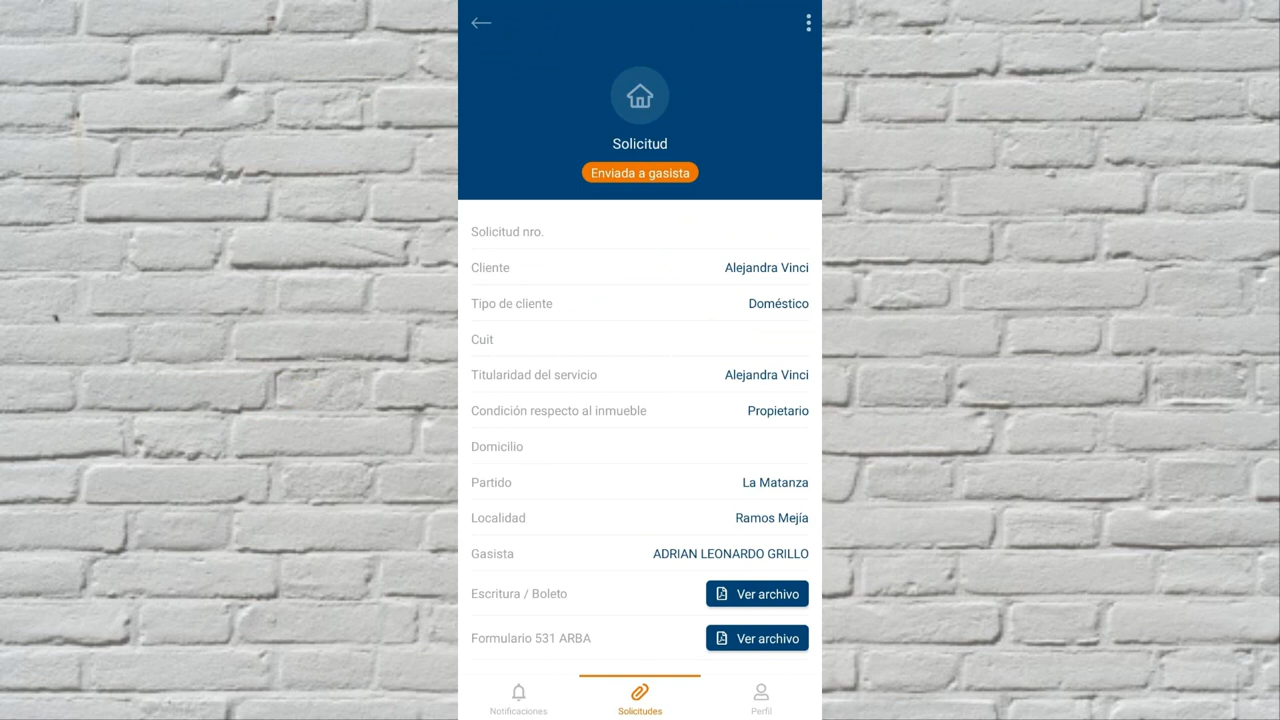 Solicitud
Enviada a gasista
Solicitud nro.
Cliente Alejandra Vinci
Tipo de cliente Doméstico
Cuit
Titularidad del servicio Alejandra Vinci
Condición respecto al inmueble Propietario
Domicilio
Partido La Matanza
Localidad Ramos Mejía
Gasista ADRIAN LEONARDO GRILLO
Escritura / Boleto Ver archivo
Formulario 531 ARBA Ver archivo
Notificaciones Solicitudes Perfil